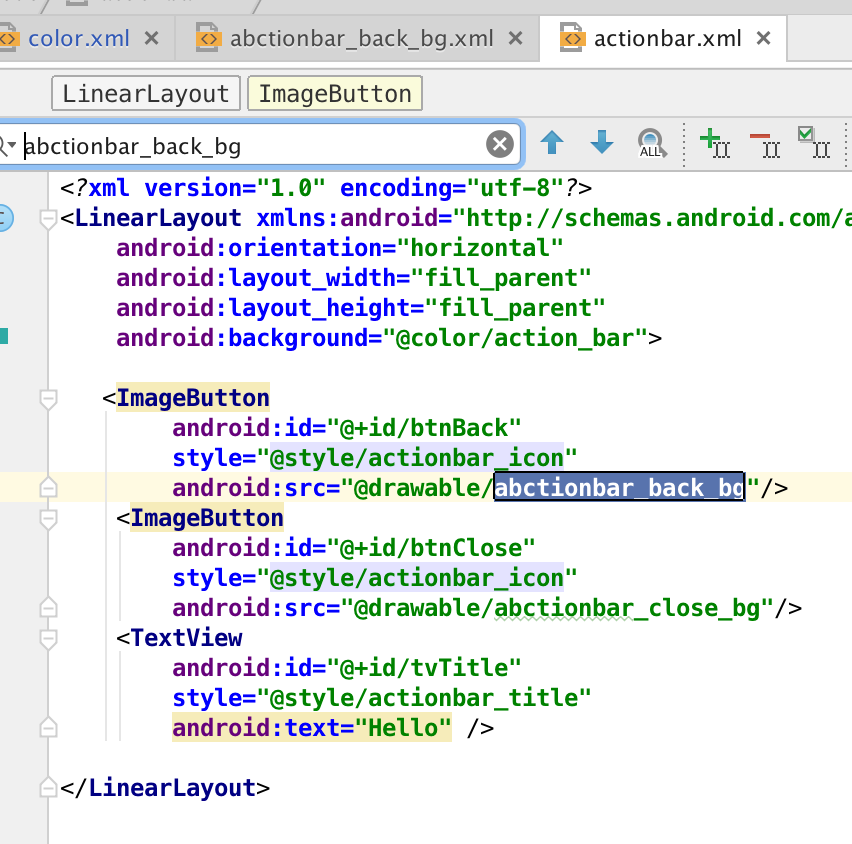 color.xml abctionbar_back_bg.xml actionbar.xml
LinearLayout ImageButton
abctionbar_back_bg ALL
<?xml version="1.0" encoding="utf-8"?>
<LinearLayout xmlns:android="http://schemas.android.com/a
android:orientation="horizontal"
android:layout_width="fill_parent"
android:layout_height="fill_parent"
android:background="@color/action_bar">
<ImageButton
android:id="@+id/btnBack"
style="@style/actionbar_icon"
android:src="@drawable/abctionbar_back_bg"/>
<ImageButton
android:id="@+id/btnClose"
style="@style/actionbar_icon"
android:src="@drawable/abctionbar_close_bg"/>
<TextView
android:id="@+id/tvTitle"
style="@style/actionbar_title"
android:text="Hello" />
</LinearLayout>